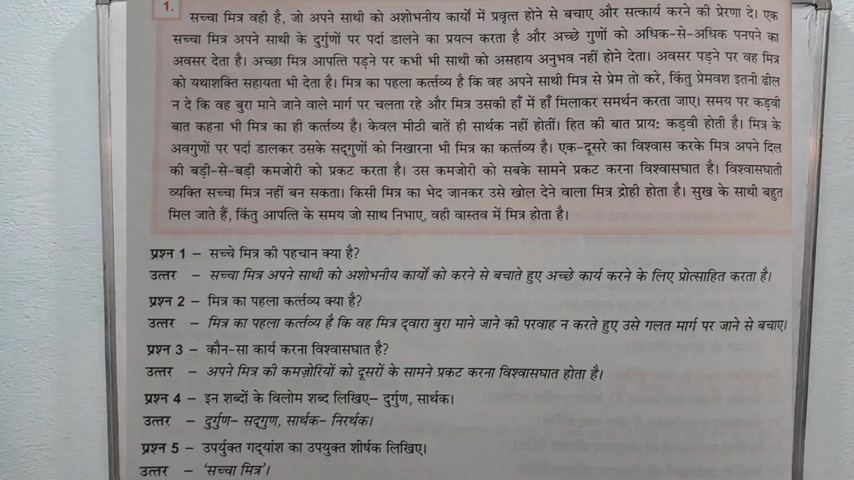 1.
सच्चा मित्र वही है, जो अपने साथी को अशोभनीय कार्यों में प्रवृत्त होने से बचाए और सत्कार्य करने की प्रेरणा दे। एक
सच्चा मित्र अपने साथी के दुर्गुणों पर पर्दा डालने का प्रयत्न करता है और अच्छे गुणों को अधिक-से-अधिक पनपने का
अवसर देता है। अच्छा मित्र आपत्ति पड़ने पर कभी भी साथी को असहाय अनुभव नहीं होने देता। अवसर पड़ने पर वह मित्र
को यथाशक्ति सहायता भी देता है। मित्र का पहला कर्त्तव्य है कि वह अपने साथी मित्र से प्रेम तो करे, किंतु प्रेमवश इतनी ढील
न दे कि वह बुरा माने जाने वाले मार्ग पर चलता रहे और मित्र उसकी हाँ में हाँ मिलाकर समर्थन करता जाए। समय पर कड़वी
बात कहना भी मित्र का ही कर्त्तव्य है। केवल मीठी बातें ही सार्थक नहीं होतीं। हित की बात प्राय: कड़वी होती है। मित्र के
अवगुणों पर पर्दा डालकर उसके सद्गुणों को निखारना भी मित्र का कर्त्तव्य है। एक-दूसरे का विश्वास करके मित्र अपने दिल
की बड़ी-से-बड़ी कमजोरी को प्रकट करता है। उस कमजोरी को सबके सामने प्रकट करना विश्वासघात है। विश्वासघाती
व्यक्ति सच्चा मित्र नहीं बन सकता। किसी मित्र का भेद जानकर उसे खोल देने वाला मित्र द्रोही होता है। सुख के साथी बहुत
मिल जाते हैं, किंतु आपत्ति के समय जो साथ निभाए, वही वास्तव में मित्र होता है।
प्रश्न 1 – सच्चे मित्र की पहचान क्या है?
उत्तर – सच्चा मित्र अपने साथी को अशोभनीय कार्यों को करने से बचाते हुए अच्छे कार्य करने के लिए प्रोत्साहित करता है।
प्रश्न 2 – मित्र का पहला कर्त्तव्य क्या है?
उत्तर – मित्र का पहला कर्त्तव्य है कि वह मित्र द्वारा बुरा माने जाने की परवाह न करते हुए उसे गलत मार्ग पर जाने से बचाए।
प्रश्न 3 – कौन-सा कार्य करना विश्वासघात है?
उत्तर – अपने मित्र की कमज़ोरियों को दूसरों के सामने प्रकट करना विश्वासघात होता है।
प्रश्न 4 – इन शब्दों के विलोम शब्द लिखिए– दुर्गुण, सार्थक।
उत्तर – दुर्गुण– सद्गुण, सार्थक– निरर्थक।
प्रश्न 5 – उपर्युक्त गद्यांश का उपयुक्त शीर्षक लिखिए।
उत्तर – 'सच्चा मित्र'।